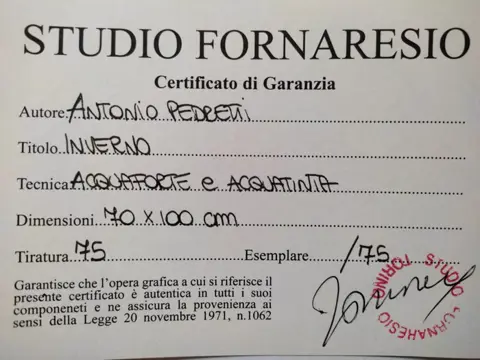 STUDIO FORNARESIO
Certificato di Garanzia
Autore: ANTONIO PEDRETTI
Titolo INVERNO
Tecnica ACQUAFORTE e ACQUATINTA
Dimensioni. 70 x 100 cm
Tiratura 75 Esemplare /75
Garantisce che l'opera grafica a cui si riferisce il
presente certificato è autentica in tutti i suoi
componeneti e ne assicura la provenienza ai
sensi della Legge 20 novembre 1971, n.1062
STUDIO FORNARESIO TORINO